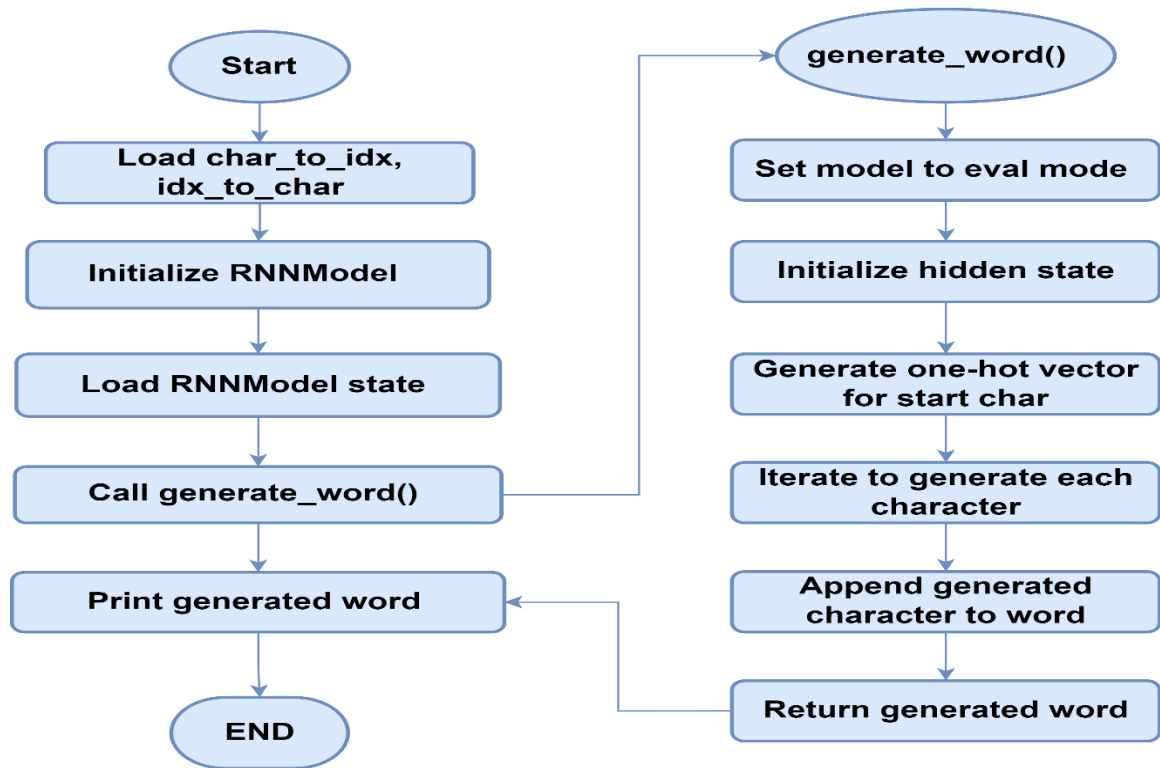 Start
Load char_to_idx,
idx_to_char
Initialize RNNModel
Load RNNModel state
Call generate_word()
Print generated word
END
generate_word()
Set model to eval mode
Initialize hidden state
Generate one-hot vector
for start char
Iterate to generate each
character
Append generated
character to word
Return generated word